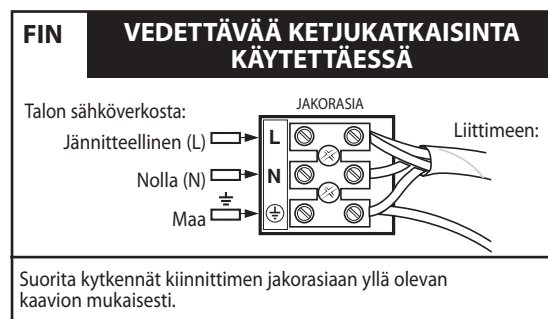 FIN
VEDETTÄVÄÄ KETJUKATKAISINTA
KÄYTETTÄESSÄ
Talon sähköverkosta:
JAKORASIA
Jännitteellinen (L)
L
Liittimeen:
Nolla (N)
N
Maa
Suorita kytkennät kiinnittimen jakorasiaan yllä olevan
kaavion mukaisesti.